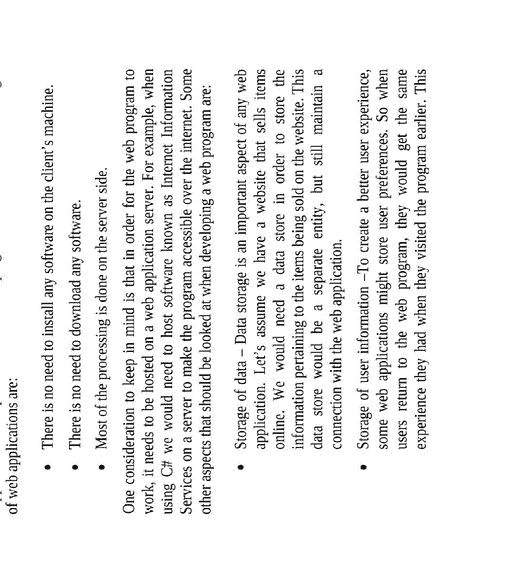 of web applications are:
• There is no need to install any software on the client's machine.
• There is no need to download any software.
• Most of the processing is done on the server side.
One consideration to keep in mind is that in order for the web program to
work, it needs to be hosted on a web application server. For example, when
using C# we would need to host software known as Internet Information
Services on a server to make the program accessible over the internet. Some
other aspects that should be looked at when developing a web program are:
• Storage of data – Data storage is an important aspect of any web
application. Let's assume we have a website that sells items
online. We would need a data store in order to store the
information pertaining to the items being sold on the website. This
data store would be a separate entity, but still maintain a
connection with the web application.
• Storage of user information –To create a better user experience,
some web applications might store user preferences. So when
users return to the web program, they would get the same
experience they had when they visited the program earlier. This